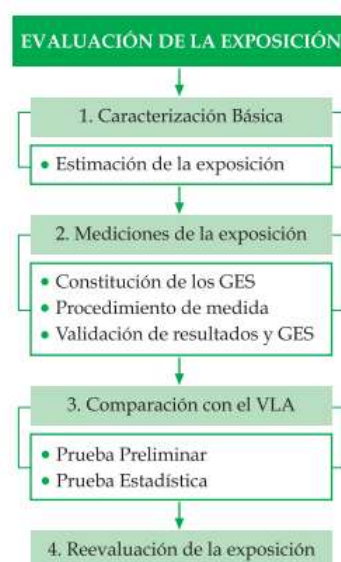 EVALUACIÓN DE LA EXPOSICIÓN
1. Caracterización Básica
• Estimación de la exposición
2. Mediciones de la exposición
• Constitución de los GES
• Procedimiento de medida
• Validación de resultados y GES
3. Comparación con el VLA
• Prueba Preliminar
• Prueba Estadística
4. Reevaluación de la exposición